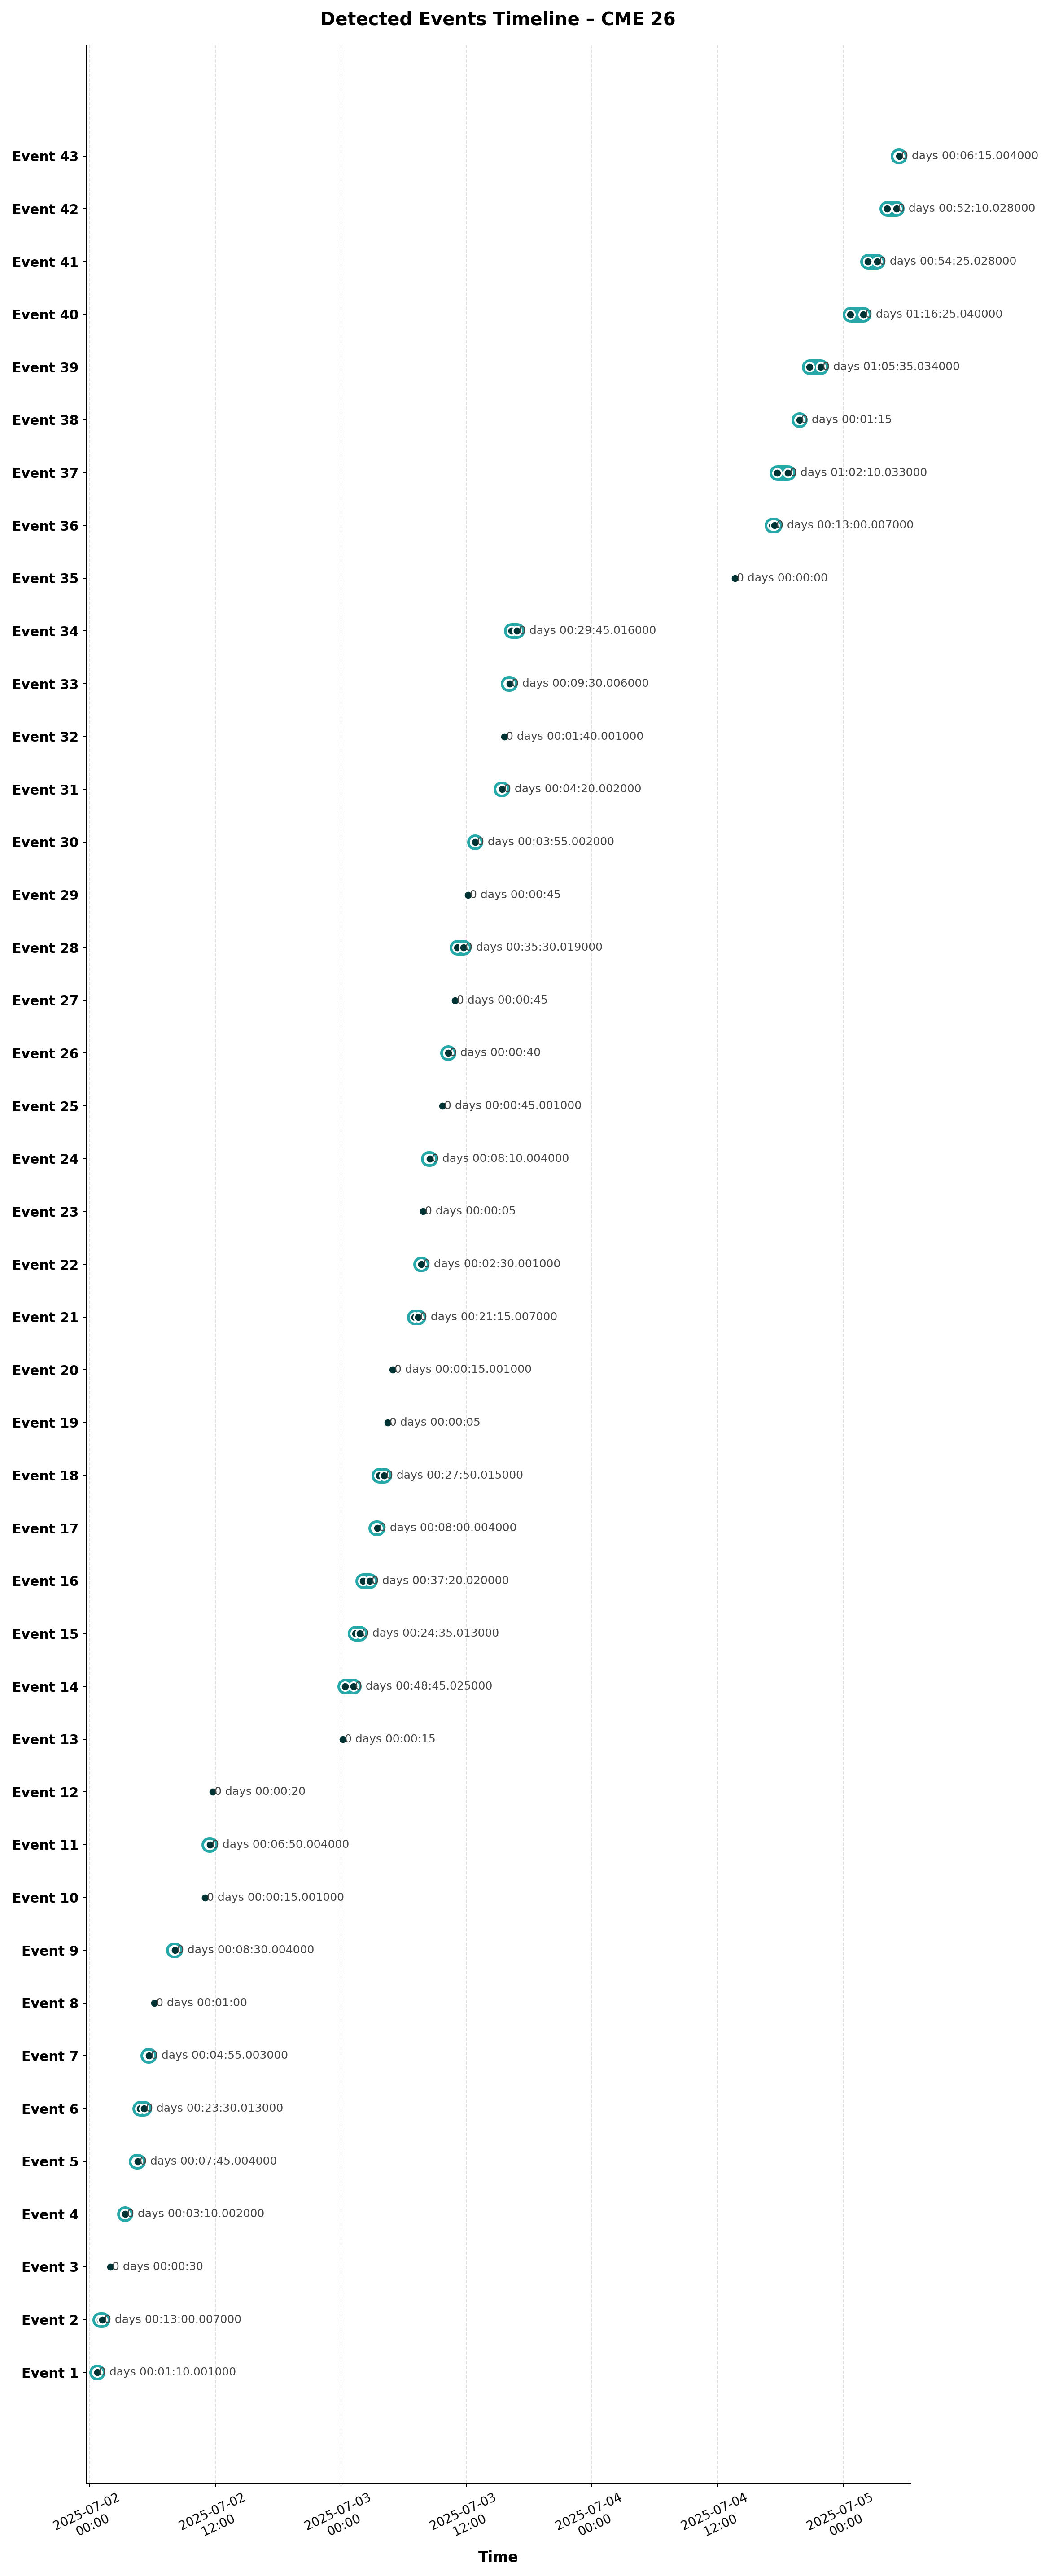 Detected Events Timeline – CME 26
Event 43 0 days 00:06:15.004000
Event 42 0 days 00:52:10.028000
Event 41 0 days 00:54:25.028000
Event 40 0 days 01:16:25.040000
Event 39 0 days 01:05:35.034000
Event 38 0 days 00:01:15
Event 37 0 days 01:02:10.033000
Event 36 0 days 00:13:00.007000
Event 35 0 days 00:00:00
Event 34 0 days 00:29:45.016000
Event 33 0 days 00:09:30.006000
Event 32 0 days 00:01:40.001000
Event 31 0 days 00:04:20.002000
Event 30 0 days 00:03:55.002000
Event 29 0 days 00:00:45
Event 28 0 days 00:35:30.019000
Event 27 0 days 00:00:45
Event 26 0 days 00:00:40
Event 25 0 days 00:00:45.001000
Event 24 0 days 00:08:10.004000
Event 23 0 days 00:00:05
Event 22 0 days 00:02:30.001000
Event 21 0 days 00:21:15.007000
Event 20 0 days 00:00:15.001000
Event 19 0 days 00:00:05
Event 18 0 days 00:27:50.015000
Event 17 0 days 00:08:00.004000
Event 16 0 days 00:37:20.020000
Event 15 0 days 00:24:35.013000
Event 14 0 days 00:48:45.025000
Event 13 0 days 00:00:15
Event 12 0 days 00:00:20
Event 11 0 days 00:06:50.004000
Event 10 0 days 00:00:15.001000
Event 9 0 days 00:08:30.004000
Event 8 0 days 00:01:00
Event 7 0 days 00:04:55.003000
Event 6 0 days 00:23:30.013000
Event 5 0 days 00:07:45.004000
Event 4 0 days 00:03:10.002000
Event 3 0 days 00:00:30
Event 2 0 days 00:13:00.007000
Event 1 0 days 00:01:10.001000
2025-07-02 00:00
2025-07-02 12:00
2025-07-03 00:00
2025-07-03 12:00
2025-07-04 00:00
2025-07-04 12:00
2025-07-05 00:00
Time